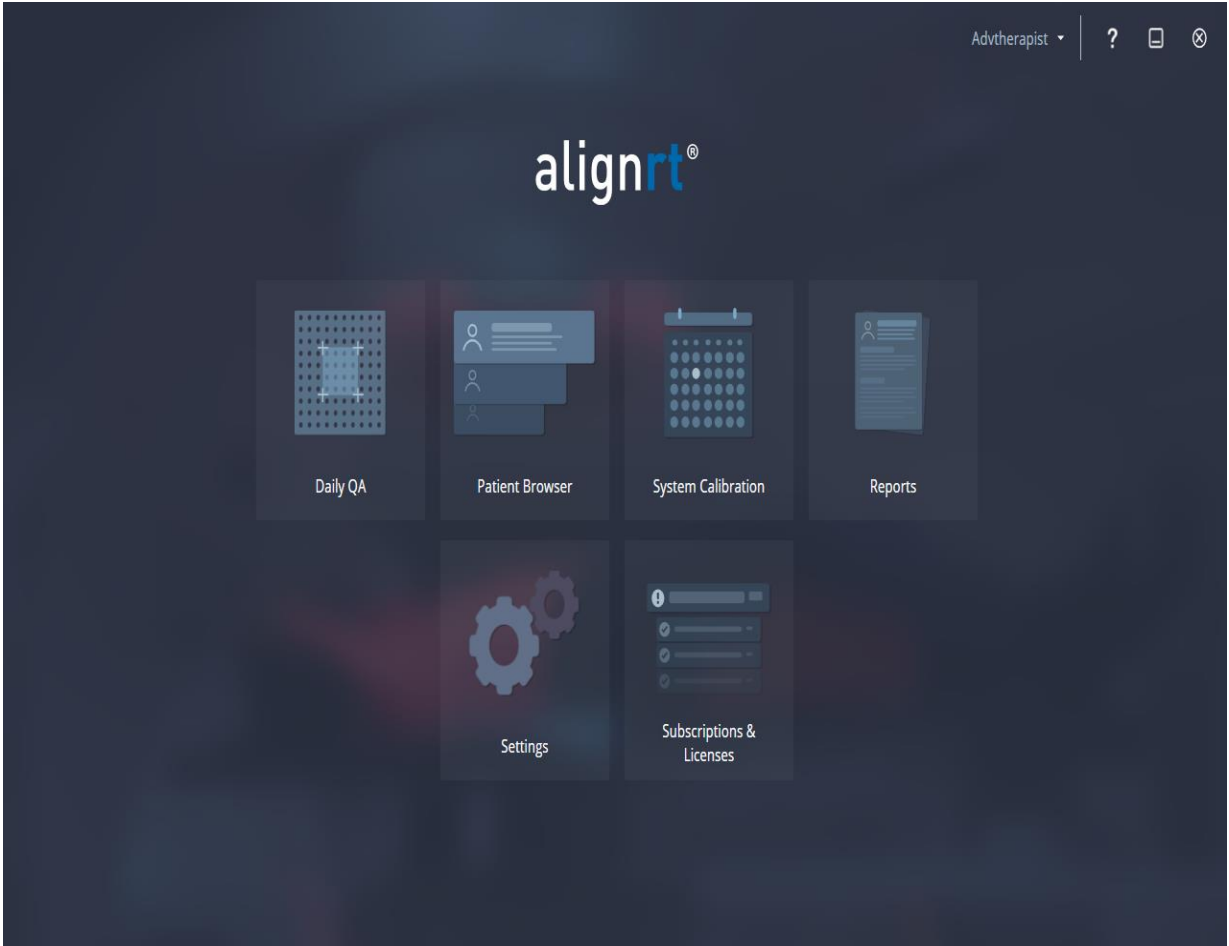 Advtherapist
?
alignrt®
Daily QA
Patient Browser
System Calibration
Reports
Settings
Subscriptions &
Licenses